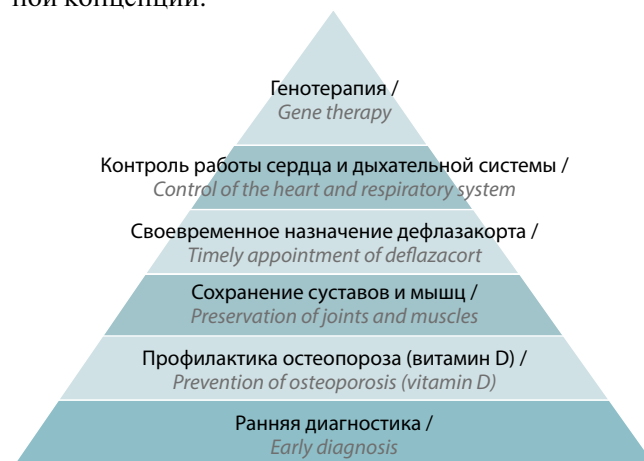 ной концепции.
Генотерапия /
Gene therapy
Контроль работы сердца и дыхательной системы /
Control of the heart and respiratory system
Своевременное назначение дефлазакорта /
Timely appointment of deflazacort
Сохранение суставов и мышц /
Preservation of joints and muscles
Профилактика остеопороза (витамин D) /
Prevention of osteoporosis (vitamin D)
Ранняя диагностика /
Early diagnosis